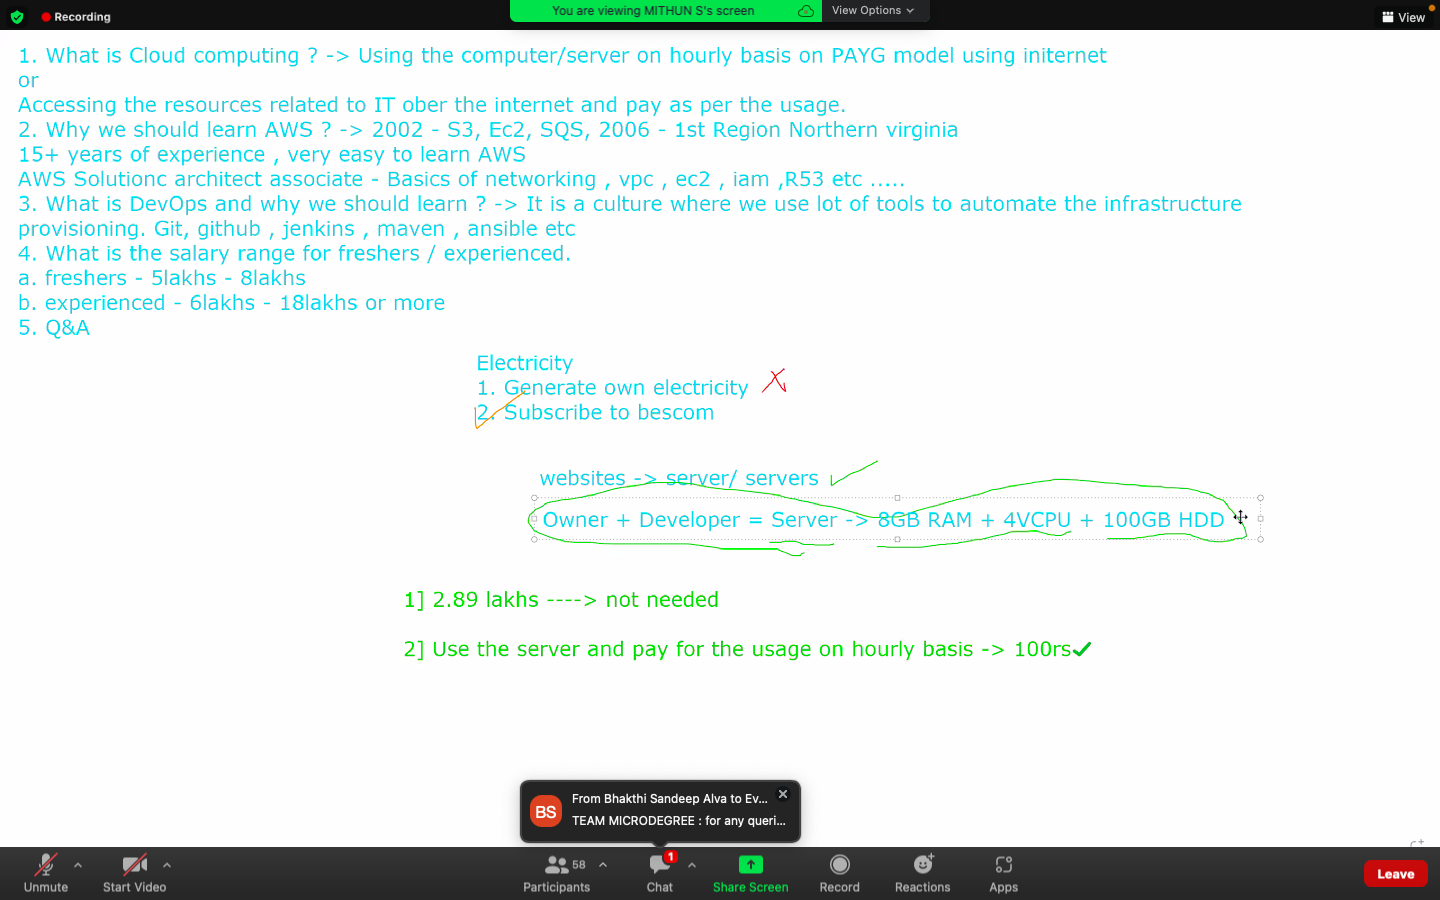 Recording
You are viewing MITHUN S's screen
View Options
View
1. What is Cloud computing ? -> Using the computer/server on hourly basis on PAYG model using initernet
or
Accessing the resources related to IT ober the internet and pay as per the usage.
2. Why we should learn AWS ? -> 2002 - S3, Ec2, SQS, 2006 - 1st Region Northern virginia
15+ years of experience , very easy to learn AWS
AWS Solutionc architect associate - Basics of networking , vpc , ec2 , iam ,R53 etc .....
3. What is DevOps and why we should learn ? -> It is a culture where we use lot of tools to automate the infrastructure
provisioning. Git, github , jenkins , maven , ansible etc
4. What is the salary range for freshers / experienced.
a. freshers - 5lakhs - 8lakhs
b. experienced - 6lakhs - 18lakhs or more
5. Q&A
Electricity
1. Generate own electricity
2. Subscribe to bescom
websites -> server/ servers
Owner + Developer = Server -> 8GB RAM + 4VCPU + 100GB HDD
1] 2.89 lakhs ----> not needed
2] Use the server and pay for the usage on hourly basis -> 100rs
BS
From Bhakthi Sandeep Alva to Ev...
TEAM MICRODEGREE : for any queri...
Unmute
Start Video
58
Participants
1
Chat
Share Screen
Record
Reactions
Apps
Leave